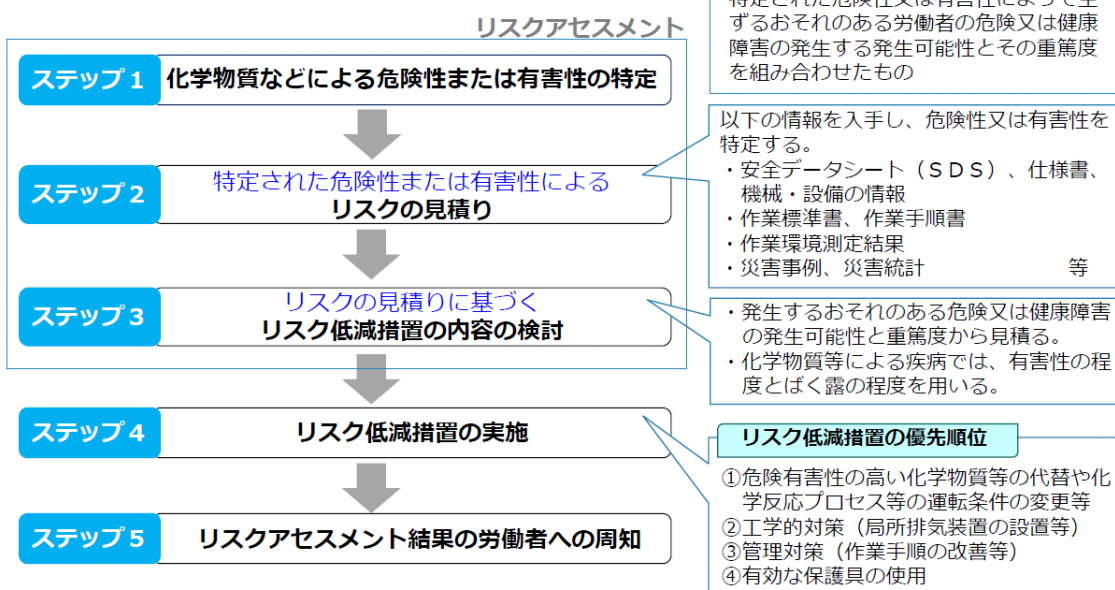 リスクアセスメント
ステップ1
化学物質などによる危険性または有害性の特定
ステップ2
特定された危険性または有害性による
リスクの見積り
ステップ3
リスクの見積りに基づく
リスク低減措置の内容の検討
ステップ4
リスク低減措置の実施
ステップ5
リスクアセスメント結果の労働者への周知
特定された危険性又は有害性によって生
ずるおそれのある労働者の危険又は健康
障害の発生する発生可能性とその重篤度
を組み合わせたもの
以下の情報を入手し、危険性又は有害性を
特定する。
・安全データシート（ＳＤＳ）、仕様書、
機械・設備の情報
・作業標準書、作業手順書
・作業環境測定結果
・災害事例、災害統計 等
・発生するおそれのある危険又は健康障害
の発生可能性と重篤度から見積る。
・化学物質等による疾病では、有害性の程
度とばく露の程度を用いる。
リスク低減措置の優先順位
①危険有害性の高い化学物質等の代替や化
学反応プロセス等の運転条件の変更等
②工学的対策（局所排気装置の設置等）
③管理対策（作業手順の改善等）
④有効な保護具の使用